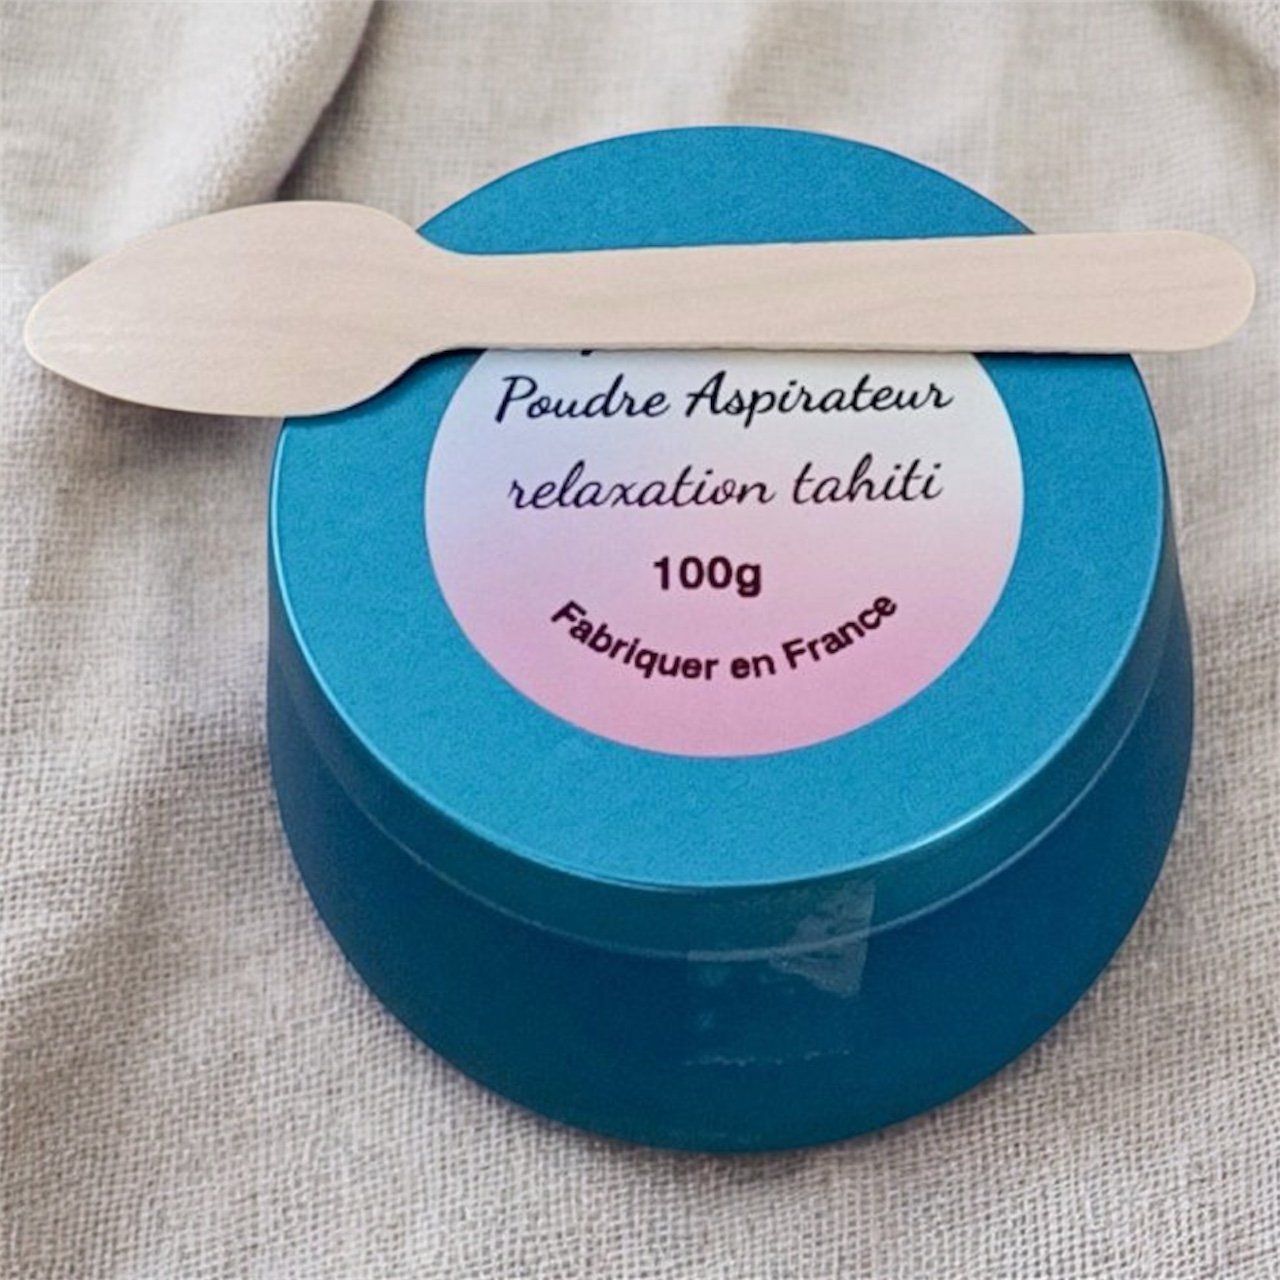 Poudre Aspirateur
relaxation tahiti
100g
Fabriquer en France